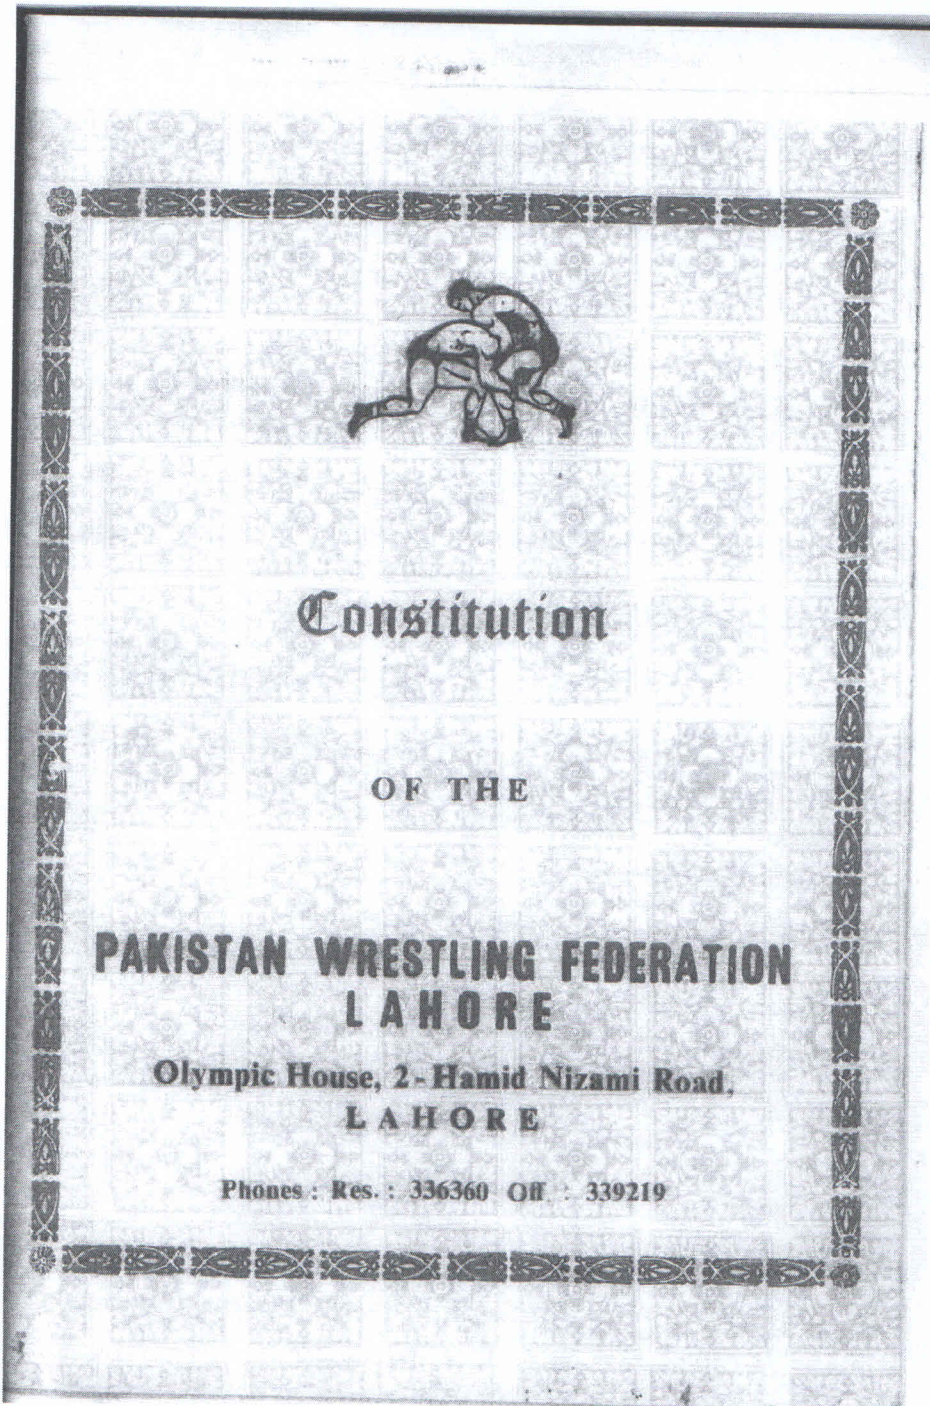 Constitution
OF THE
PAKISTAN WRESTLING FEDERATION
LAHORE
Olympic House, 2-Hamid Nizami Road,
LAHORE
Phones : Res. : 336360 Off. : 339219